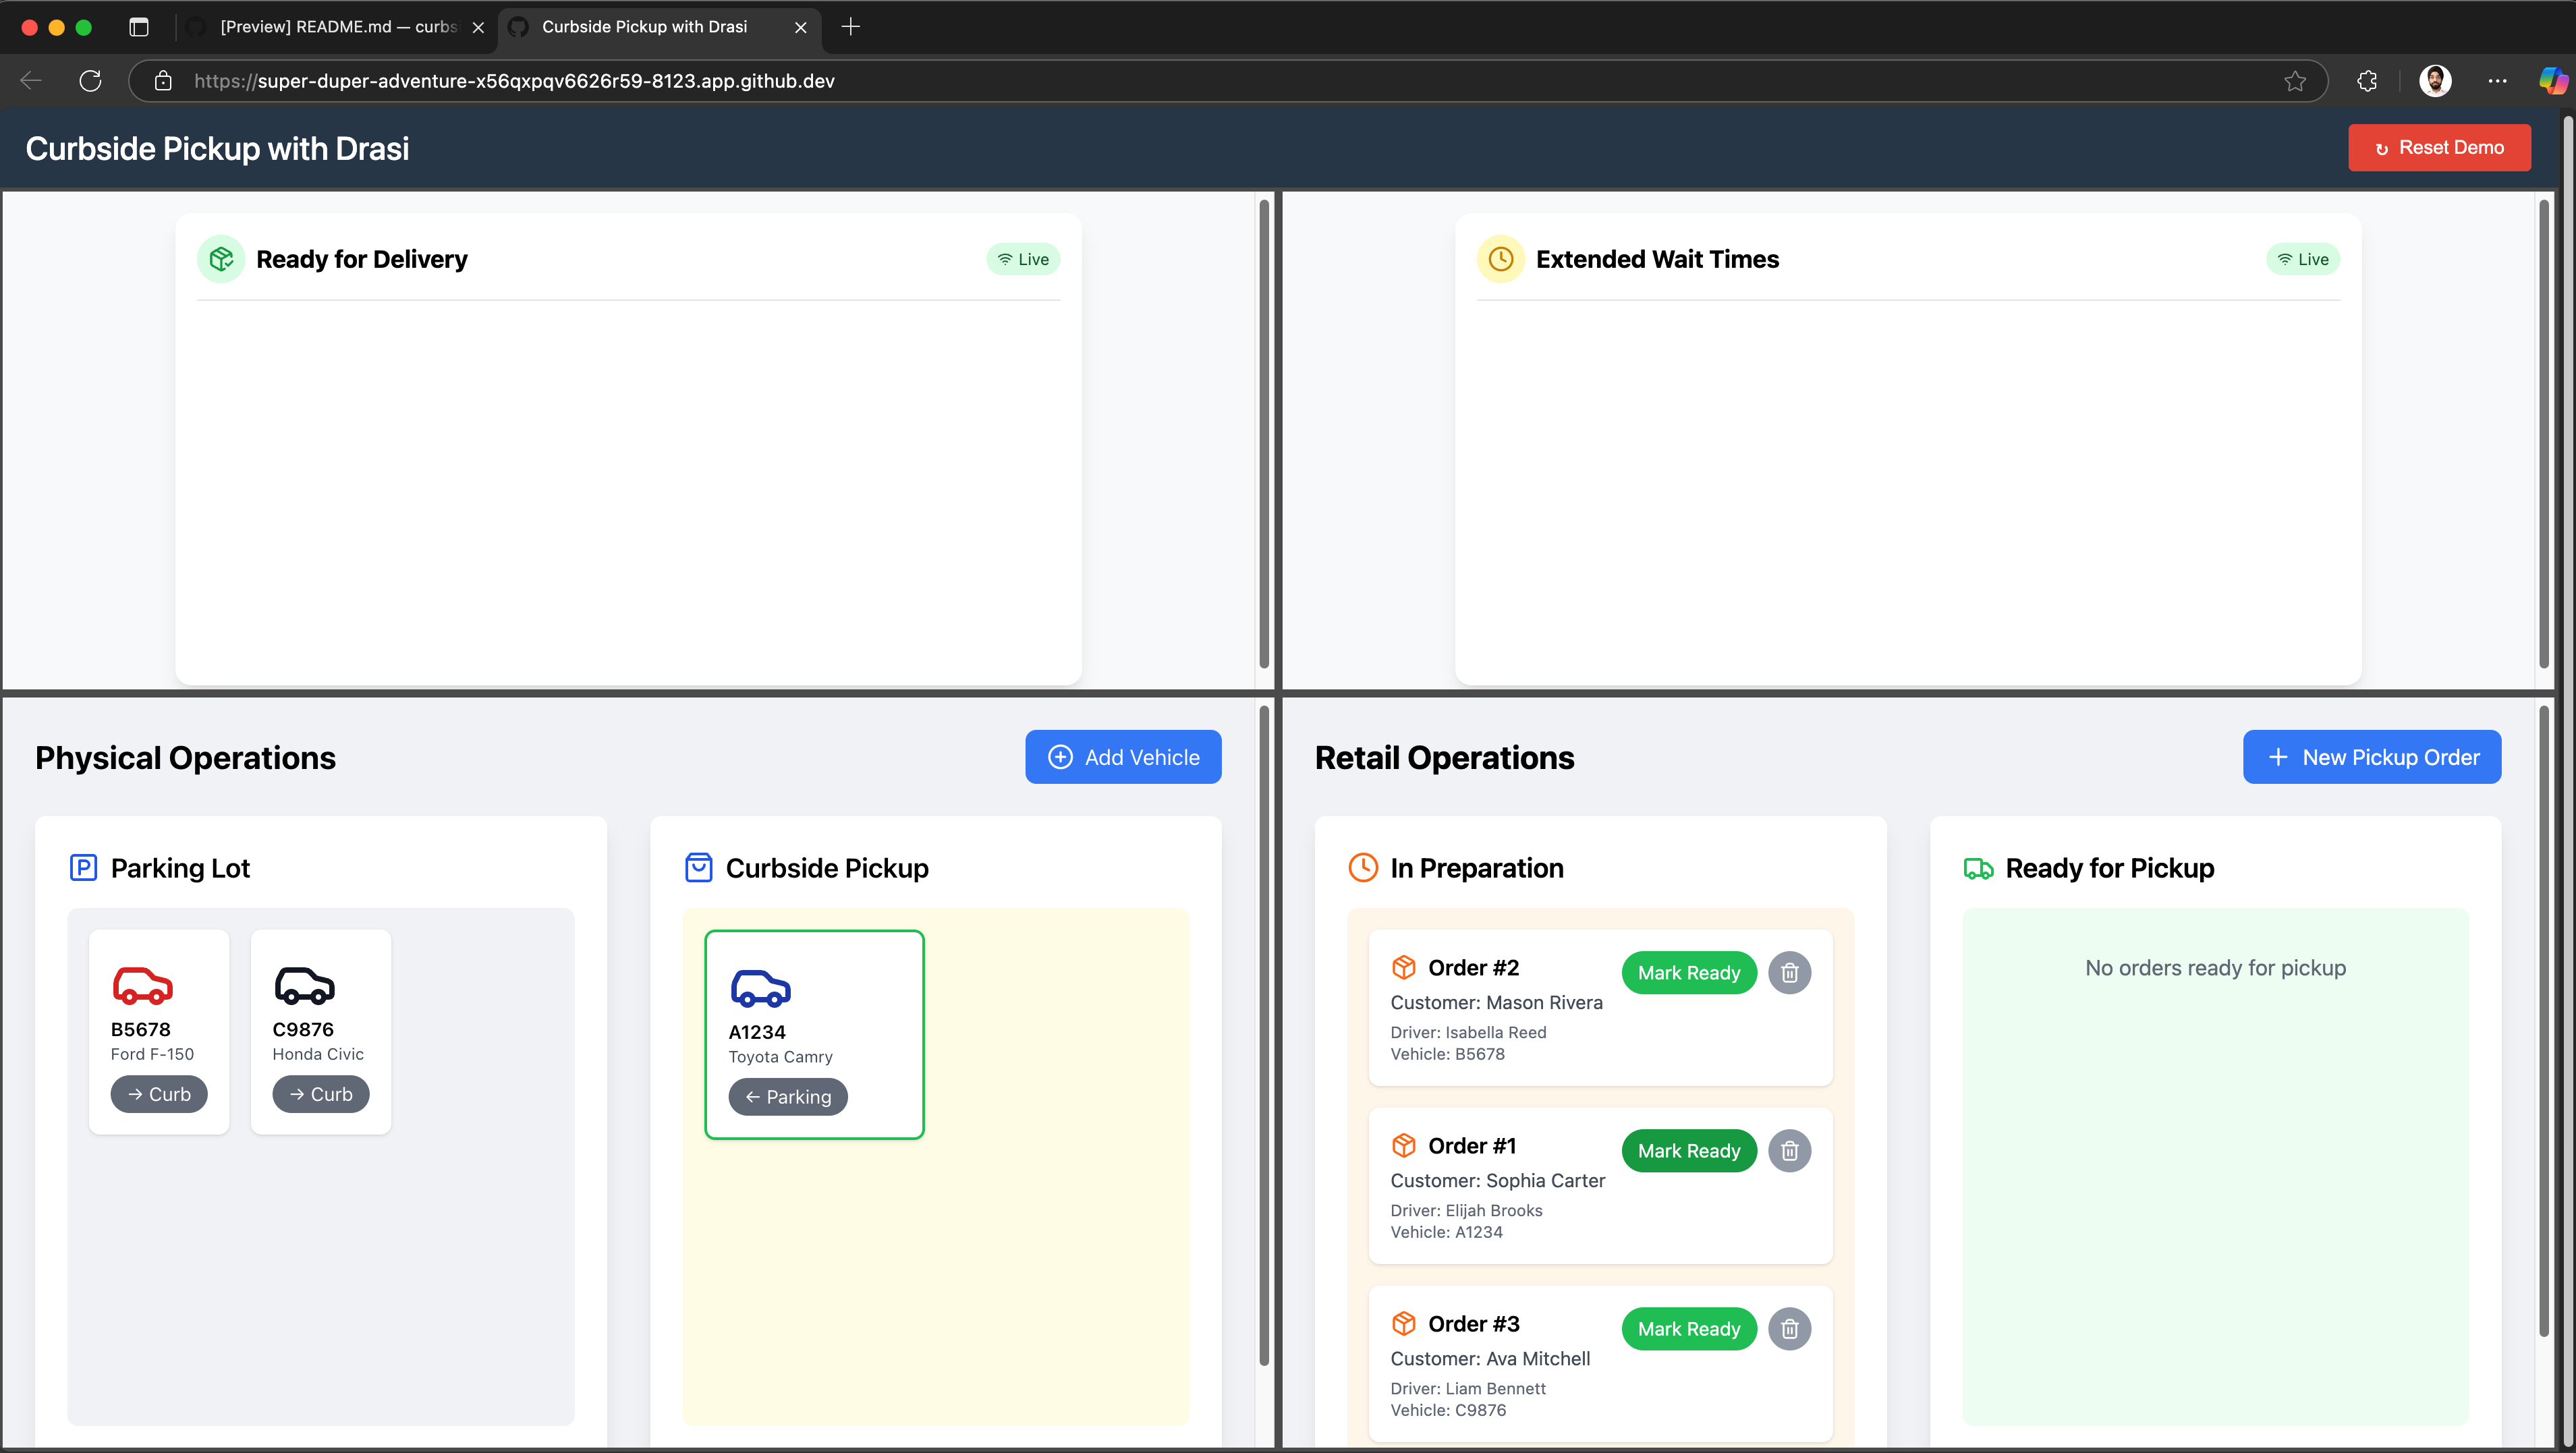 [Preview] README.md — curbs
Curbside Pickup with Drasi
https://super-duper-adventure-x56qxpqv6626r59-8123.app.github.dev
Curbside Pickup with Drasi
Reset Demo
Ready for Delivery
Live
Extended Wait Times
Live
Physical Operations
Add Vehicle
Parking Lot
B5678
Ford F-150
→ Curb
C9876
Honda Civic
→ Curb
Curbside Pickup
A1234
Toyota Camry
← Parking
Retail Operations
+ New Pickup Order
In Preparation
Order #2
Mark Ready
Customer: Mason Rivera
Driver: Isabella Reed
Vehicle: B5678
Order #1
Mark Ready
Customer: Sophia Carter
Driver: Elijah Brooks
Vehicle: A1234
Order #3
Mark Ready
Customer: Ava Mitchell
Driver: Liam Bennett
Vehicle: C9876
Ready for Pickup
No orders ready for pickup